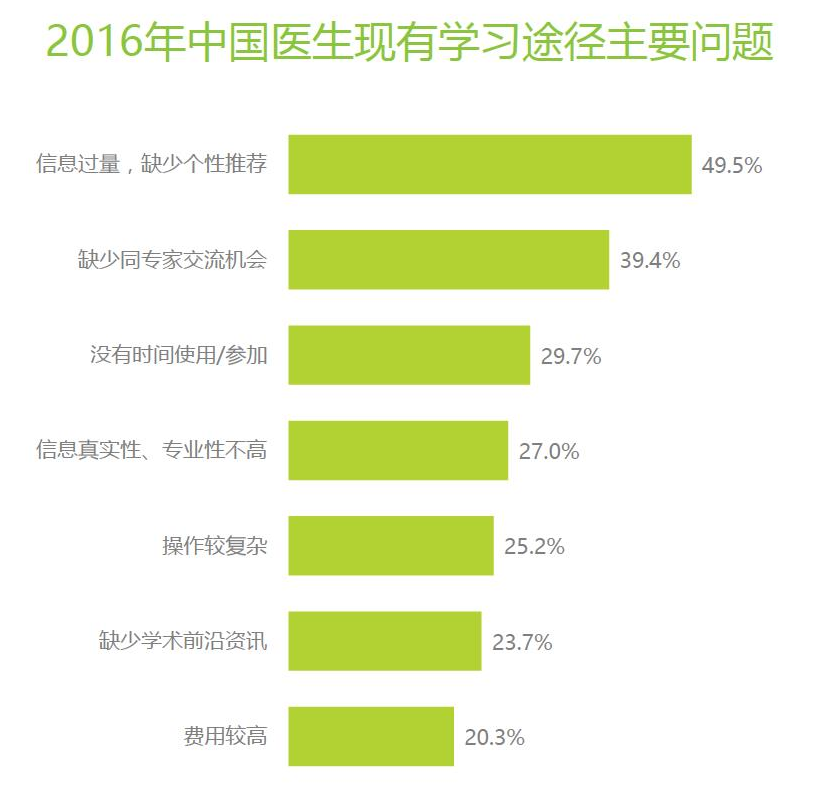 2016年中国医生现有学习途径主要问题
信息过量，缺少个性推荐 49.5%
缺少同专家交流机会 39.4%
没有时间使用/参加 29.7%
信息真实性、专业性不高 27.0%
操作较复杂 25.2%
缺少学术前沿资讯 23.7%
费用较高 20.3%